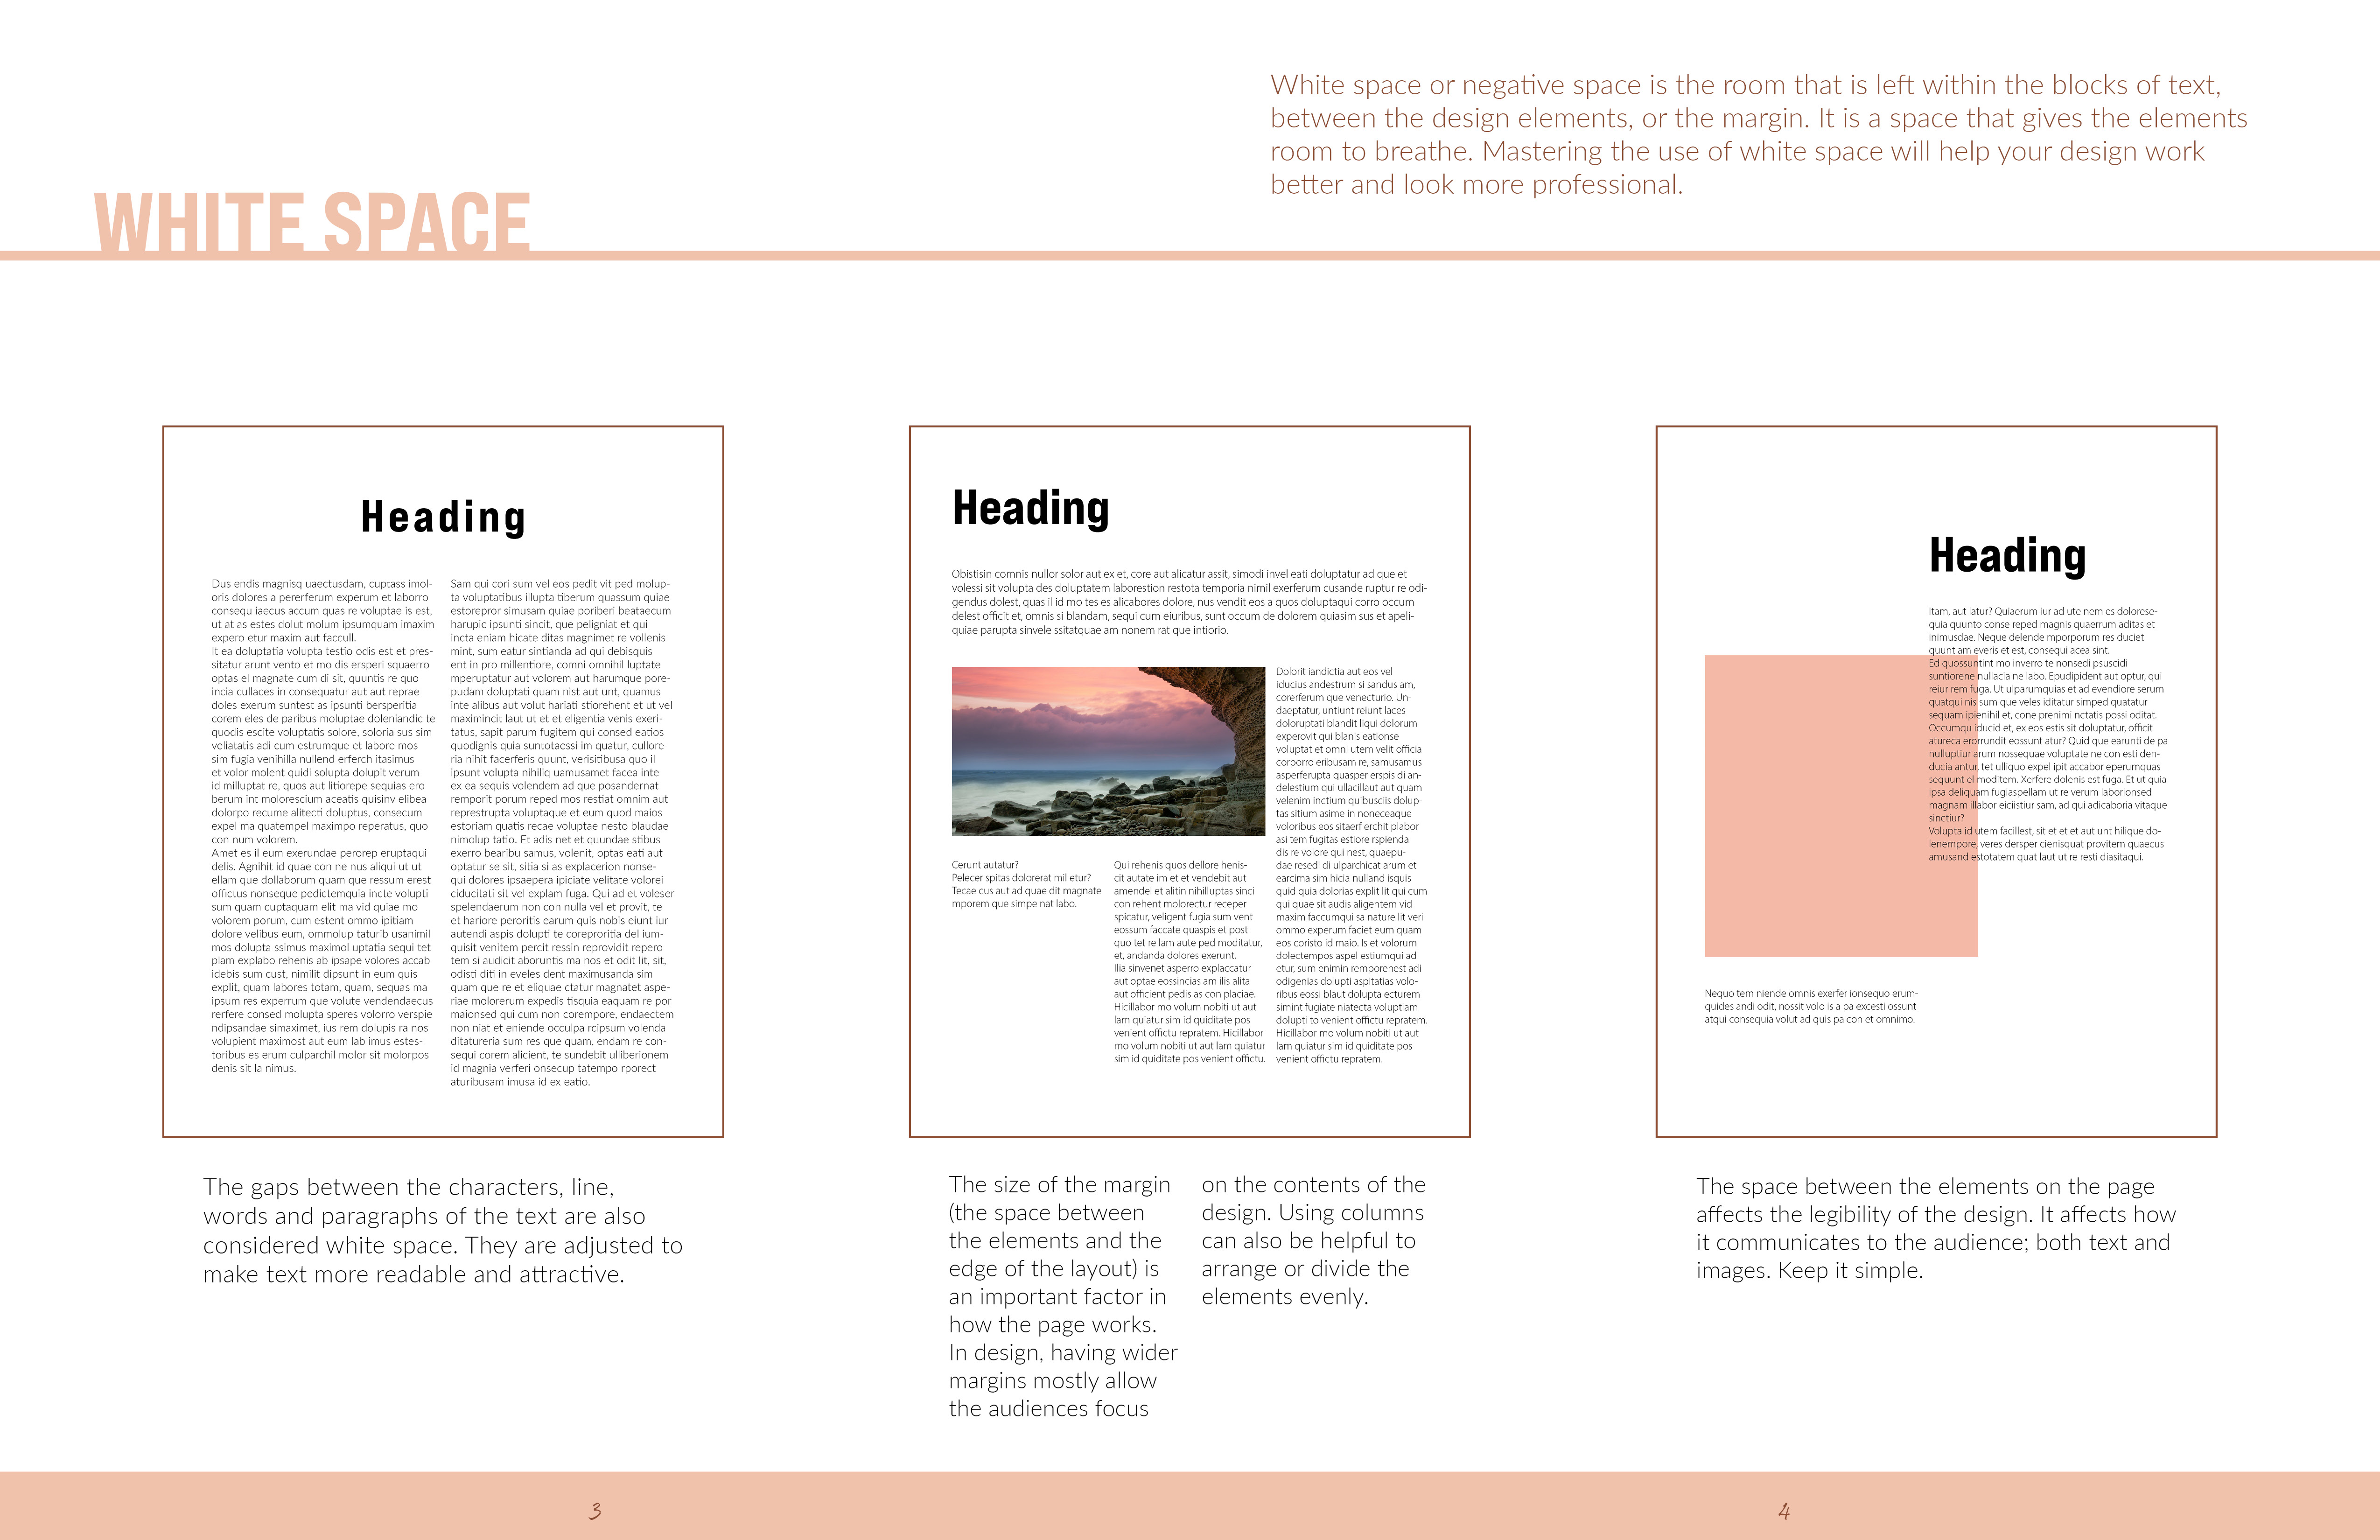 White space or negative space is the room that is left within the blocks of text,
between the design elements, or the margin. It is a space that gives the elements
room to breathe. Mastering the use of white space will help your design work
better and look more professional.
WHITE SPACE
Heading
Dus endis magnisq uaectusdam, cuptass imol-
oris dolores a pererferum experum et laborro
consequ iaecus accum quas re voluptae is est,
ut at as estes dolut molum ipsumquam imaxim
expero etur maxim aut faccull.
It ea doluptatia volupta testio odis est et pres-
sitatur arunt vento et mo dis ersperi squaerro
optas el magnate cum di sit, quuntis re quo
incia cullaces in consequatur aut aut reprae
doles exerum suntest as ipsunti bersperitia
corem eles de paribus moluptae doleniandic te
quodis escite voluptatis solore, soloria sus sim
veliatatis adi cum estrumque et labore mos
sim fugia venihilla nullend erferch itasimus
et volor molent quidi solupta dolupit verum
id milluptat re, quos aut litiorepe sequias ero
berum int molorescium aceatis quisinv elibea
dolorpo recume alitecti doluptus, consecum
expel ma quatempel maximpo reperatus, quo
con num volorem.
Amet es il eum exerundae perorep eruptaqui
delis. Agnihit id quae con ne nus aliqui ut ut
ellam que dollaborum quam que ressum erest
offictus nonseque pedictemquia incte volupti
sum quam cuptaquam elit ma vid quiae mo
volorem porum, cum estent ommo ipitiam
dolore velibus eum, ommolup taturib usanimil
mos dolupta ssimus maximol uptatia sequi tet
plam explabo rehenis ab ipsape volores accab
idebis sum cust, nimilit dipsunt in eum quis
explit, quam labores totam, quam, sequas ma
ipsum res experrum que volute vendendaecus
rerfere consed molupta speres volorro verspie
ndipsandae simaximet, ius rem dolupis ra nos
volupient maximost aut eum lab imus estes-
toribus es erum culparchil molor sit molorpos
denis sit la nimus.
Sam qui cori sum vel eos pedit vit ped molup-
ta voluptatibus illupta tiberum quassum quiae
estorepror simusam quiae poriberi beataecum
harupic ipsunti sincit, que peligniat et qui
incta eniam hicate ditas magnimet re vollenis
mint, sum eatur sintianda ad qui debisquis
ent in pro millentiore, comni omnihil luptate
mperuptatur aut volorem aut harumque pore-
pudam doluptati quam nist aut unt, quamus
inte alibus aut volut hariati stiorehent et ut vel
maximincit laut ut et et eligentia venis exeri-
tatus, sapit parum fugitem qui consed eatios
quodignis quia suntotaessi im quatur, cullore-
ria nihit facerferis quunt, verisitibusa quo il
ipsunt volupta nihiliq uamusamet facea inte
ex ea sequis volendem ad que posandernat
remporit porum reped mos restiat omnim aut
represtrupta voluptaque et eum quod maios
estoriam quatis recae voluptae nesto blaudae
nimolup tatio. Et adis net et quundae stibus
exerro bearibu samus, volenit, optas eati aut
optatur se sit, sitia si as explacerion nonse-
qui dolores ipsaepera ipiciate velitate volorei
ciducitati sit vel explam fuga. Qui ad et voleser
spelendaerum non con nulla vel et provit, te
et hariore peroritis earum quis nobis eiunt iur
autendi aspis dolupti te coreproritia del ium-
quisit venitem percit ressin reprovidit repero
tem si audicit aboruntis ma nos et odit lit, sit,
odisti diti in eveles dent maximusanda sim
quam que re et eliquae ctatur magnatet aspe-
riae molorerum expedis tisquia eaquam re por
maionsed qui cum non corempore, endaectem
non niat et eniende occulpa rcipsum volenda
ditatureria sum res que quam, endam re con-
sequi corem alicient, te sundebit ulliberionem
id magnia verferi onsecup tatempo rporect
aturibusam imusa id ex eatio.
The gaps between the characters, line,
words and paragraphs of the text are also
considered white space. They are adjusted to
make text more readable and attractive.
Heading
Obistisin comnis nullor solor aut ex et, core aut alicatur assit, simodi invel eati doluptatur ad que et
volessi sit volupta des doluptatem laborestion restota temporia nimil exerferum cusande ruptur re odi-
gendus dolest, quas il id mo tes es alicabores dolore, nus vendit eos a quos doluptaqui corro occum
delest officit et, omnis si blandam, sequi cum eiuribus, sunt occum de dolorem quiasim sus et apeli-
quiae parupta sinvele ssitatquae am nonem rat que intiorio.
Cerunt autatur?
Pelecer spitas dolorerat mil etur?
Tecae cus aut ad quae dit magnate
mporem que simpe nat labo.
Qui rehenis quos dellore henis-
cit autate im et et vendebit aut
amendel et alitin nihilluptas sinci
con rehent molorectur receper
spicatur, veligent fugia sum vent
eossum faccate quaspis et post
quo tet re lam aute ped moditatur,
et, andanda dolores exerunt.
Ilia sinvenet asperro explaccatur
aut optae eossincias am ilis alita
aut officient pedis as con placiae.
Hicillabor mo volum nobiti ut aut
lam quiatur sim id quiditate pos
venient offictu repratem. Hicillabor
mo volum nobiti ut aut lam quiatur
sim id quiditate pos venient offictu.
Dolorit iandictia aut eos vel
iducius andestrum si sandus am,
corerferum que venecturio. Un-
daeptatur, untiunt reiunt laces
doloruptati blandit liqui dolorum
experovit qui blanis eationse
voluptat et omni utem velit officia
corporro eribusam re, samusamus
asperferupta quasper erspis di an-
delestium qui ullacillaut aut quam
velenim inctium quibusciis dolup-
tas sitium asime in noneceaque
voloribus eos sitaerf erchit plabor
asi tem fugitas estiore rspienda
dis re volore qui nest, quaepu-
dae resedi di ulparchicat arum et
earcima sim hicia nulland isquis
quid quia dolorias explit lit qui cum
qui quae sit audis aligentem vid
maxim faccumqui sa nature lit veri
ommo experum faciet eum quam
eos coristo id maio. Is et volorum
dolectempos aspel estiumqui ad
etur, sum enimin remporenest adi
odigenias dolupti aspitatias volo-
ribus eossi blaut dolupta ecturem
simint fugiate niatecta voluptiam
dolupti to venient offictu repratem.
Hicillabor mo volum nobiti ut aut
lam quiatur sim id quiditate pos
venient offictu repratem.
The size of the margin
(the space between
the elements and the
edge of the layout) is
an important factor in
how the page works.
In design, having wider
margins mostly allow
the audiences focus
on the contents of the
design. Using columns
can also be helpful to
arrange or divide the
elements evenly.
Heading
Itam, aut latur? Quiaerum iur ad ute nem es dolorese-
quia quunto conse reped magnis quaerrum aditas et
inimusdae. Neque delende mporporum res duciet
quunt am everis et est, consequi acea sint.
Ed quossuntint mo inverro te nonsedi psuscidi
suntiorene nullacia ne labo. Epudipident aut optur, qui
reiur rem fuga. Ut ulparumquias et ad evendiore serum
quatqui nis sum que veles iditatur simped quatatur
sequam ipienihil et, cone prenimi nctatis possi oditat.
Occumqu iducid et, ex eos estis sit doluptatur, officit
atureca erorrundit eossunt atur? Quid que earunti de pa
nulluptiur arum nossequae voluptate ne con esti den-
ducia antur, tet ulliquo expel ipit accabor eperumquas
sequunt el moditem. Xerfere dolenis est fuga. Et ut quia
ipsa deliquam fugiaspellam ut re verum laborionsed
magnam illabor eiciistiur sam, ad qui adicaboria vitaque
sinctiur?
Volupta id utem facillest, sit et et et aut unt hilique do-
lenempore, veres dersper cienisquat provitem quaecus
amusand estotatem quat laut ut re resti diasitaqui.
Nequo tem niende omnis exerfer ionsequo erum-
quides andi odit, nossit volo is a pa excesti ossunt
atqui consequia volut ad quis pa con et omnimo.
The space between the elements on the page
affects the legibility of the design. It affects how
it communicates to the audience; both text and
images. Keep it simple.
3
4